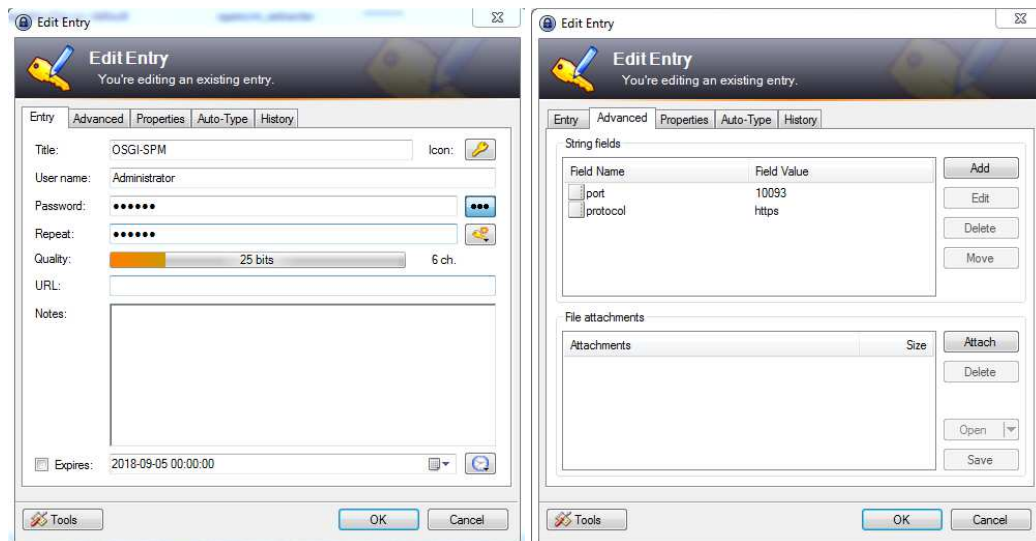 Edit Entry
Edit Entry
You're editing an existing entry.
Entry Advanced Properties Auto-Type History
Title: OSGI-SPM Icon:
User name: Administrator
Password: ●●●●●●
Repeat: ●●●●●●
Quality: 25 bits 6 ch.
URL:
Notes:
Expires: 2018-09-05 00:00:00
Tools OK Cancel
Edit Entry
Edit Entry
You're editing an existing entry.
Entry Advanced Properties Auto-Type History
String fields
Field Name Field Value Add
port 10093
protocol https
Edit
Delete
Move
File attachments
Attachments Size Attach
Delete
Open
Save
Tools OK Cancel